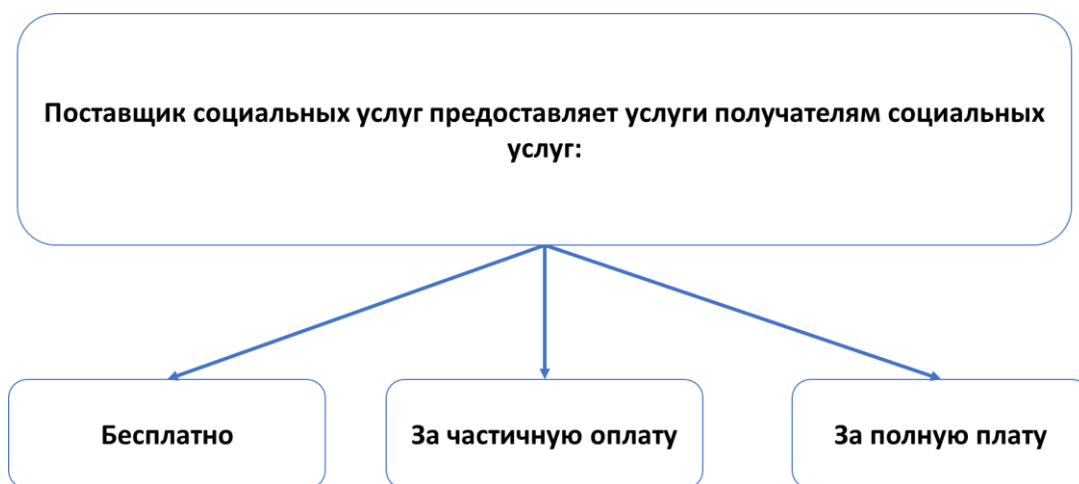 Поставщик социальных услуг предоставляет услуги получателям социальных
услуг:
Бесплатно
За частичную оплату
За полную плату